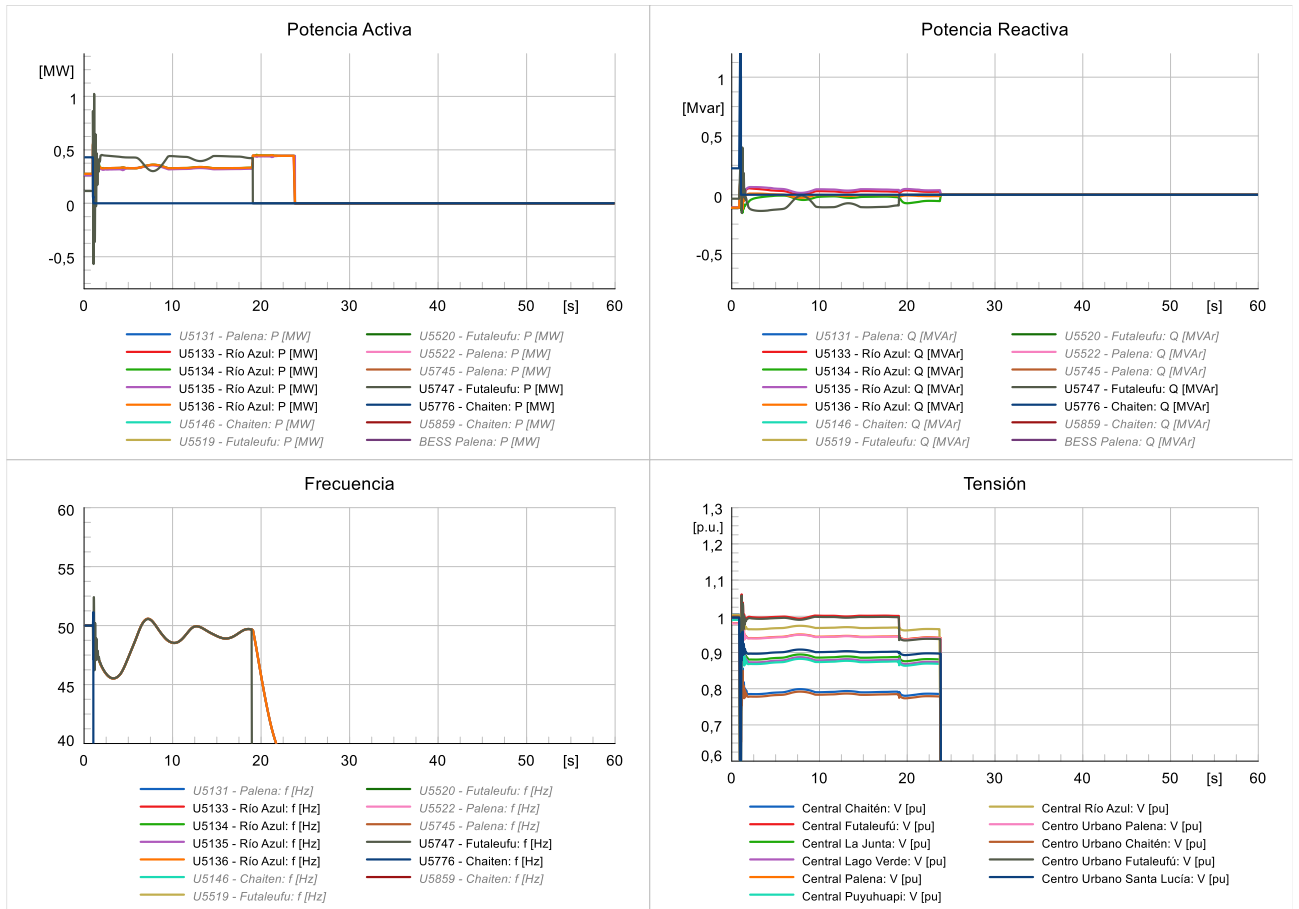 Potencia Activa
[MW]
1
0,5
0
-0,5
0 10 20 30 40 50 [s] 60
U5131 - Palena: P [MW]
U5133 - Río Azul: P [MW]
U5134 - Río Azul: P [MW]
U5135 - Río Azul: P [MW]
U5136 - Río Azul: P [MW]
U5146 - Chaiten: P [MW]
U5519 - Futaleufu: P [MW]
U5520 - Futaleufu: P [MW]
U5522 - Palena: P [MW]
U5745 - Palena: P [MW]
U5747 - Futaleufu: P [MW]
U5776 - Chaiten: P [MW]
U5859 - Chaiten: P [MW]
BESS Palena: P [MW]
Potencia Reactiva
1
[Mvar]
0,5
0
-0,5
0 10 20 30 40 50 [s] 60
U5131 - Palena: Q [MVAr]
U5133 - Río Azul: Q [MVAr]
U5134 - Río Azul: Q [MVAr]
U5135 - Río Azul: Q [MVAr]
U5136 - Río Azul: Q [MVAr]
U5146 - Chaiten: Q [MVAr]
U5519 - Futaleufu: Q [MVAr]
U5520 - Futaleufu: Q [MVAr]
U5522 - Palena: Q [MVAr]
U5745 - Palena: Q [MVAr]
U5747 - Futaleufu: Q [MVAr]
U5776 - Chaiten: Q [MVAr]
U5859 - Chaiten: Q [MVAr]
BESS Palena: Q [MVAr]
Frecuencia
60
55
50
45
40
0 10 20 30 40 50 [s] 60
U5131 - Palena: f [Hz]
U5133 - Río Azul: f [Hz]
U5134 - Río Azul: f [Hz]
U5135 - Río Azul: f [Hz]
U5136 - Río Azul: f [Hz]
U5146 - Chaiten: f [Hz]
U5519 - Futaleufu: f [Hz]
U5520 - Futaleufu: f [Hz]
U5522 - Palena: f [Hz]
U5745 - Palena: f [Hz]
U5747 - Futaleufu: f [Hz]
U5776 - Chaiten: f [Hz]
U5859 - Chaiten: f [Hz]
Tensión
1,3
[p.u.]
1,2
1,1
1
0,9
0,8
0,7
0,6
0 10 20 30 40 50 [s] 60
Central Chaitén: V [pu]
Central Futaleufú: V [pu]
Central La Junta: V [pu]
Central Lago Verde: V [pu]
Central Palena: V [pu]
Central Puyuhuapi: V [pu]
Central Río Azul: V [pu]
Centro Urbano Palena: V [pu]
Centro Urbano Chaitén: V [pu]
Centro Urbano Futaleufú: V [pu]
Centro Urbano Santa Lucía: V [pu]